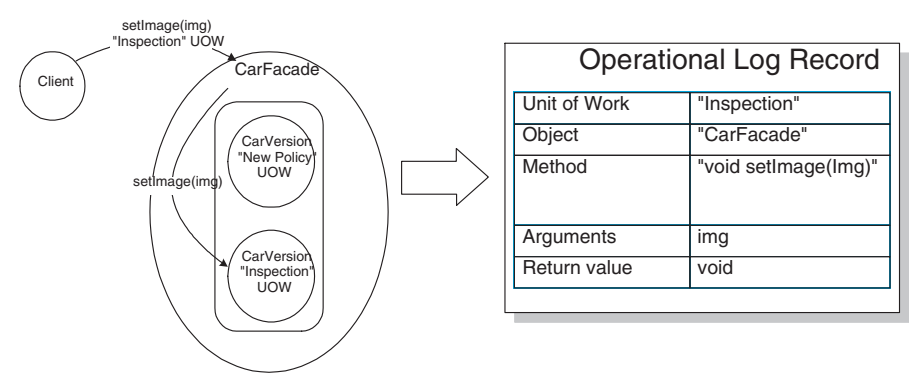 setImage(img)
"Inspection" UOW
Client
CarFacade
CarVersion
"New Policy"
UOW
setImage(img)
CarVersion
"Inspection"
UOW
Operational Log Record
Unit of Work "Inspection"
Object "CarFacade"
Method "void setImage(Img)"
Arguments img
Return value void